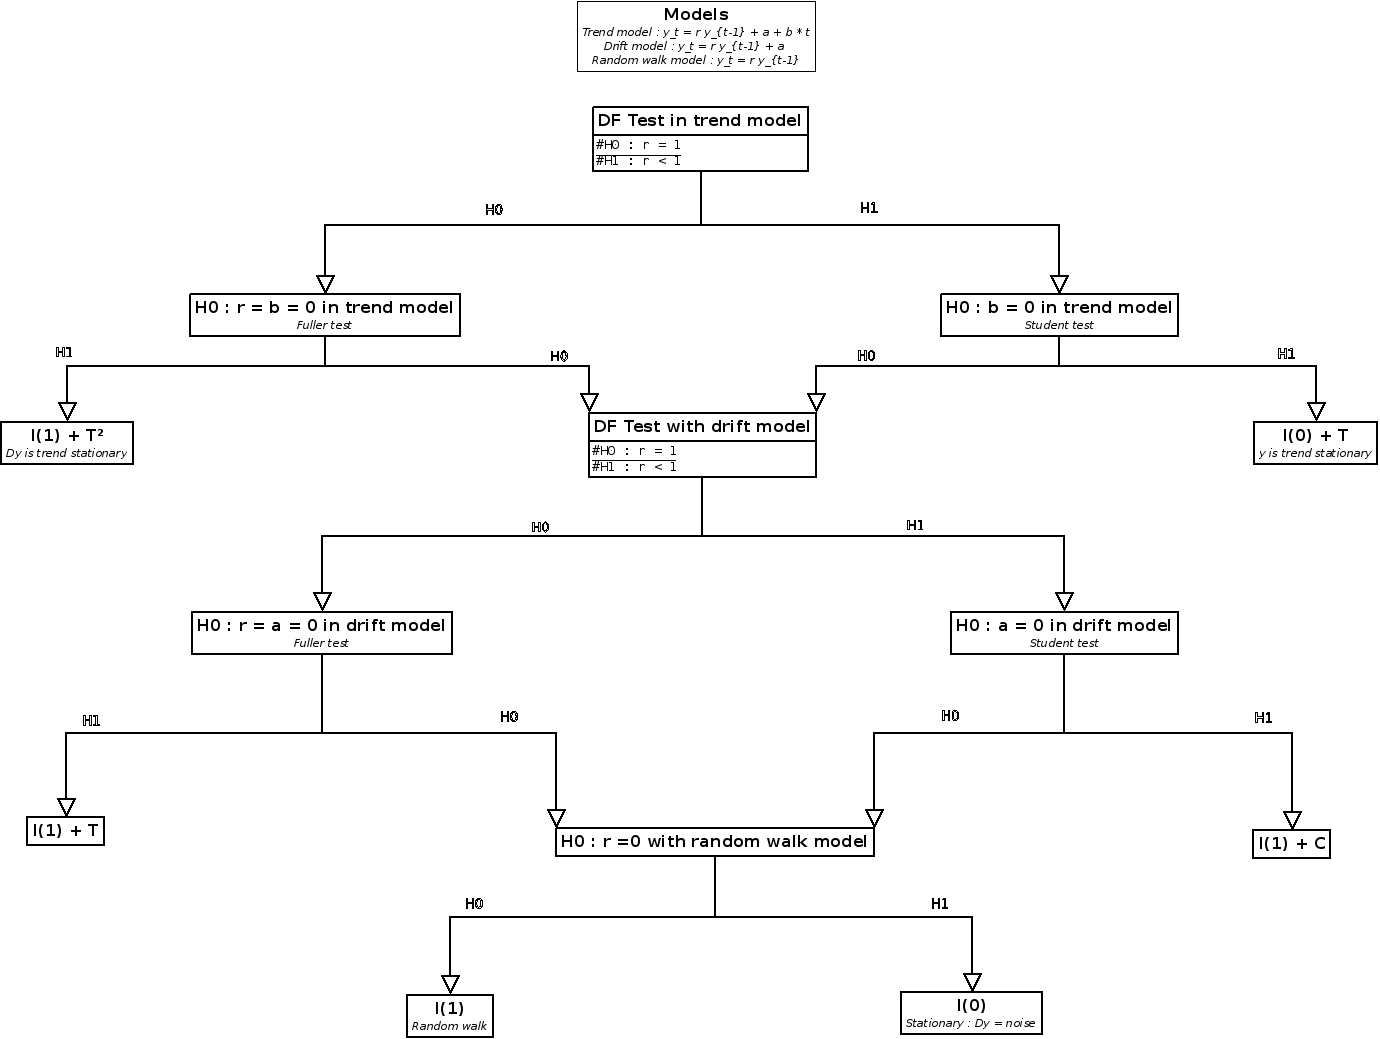 Models
Trend model : y_t = r y_{t-1} + a + b * t
Drift model : y_t = r y_{t-1} + a
Random walk model : y_t = r y_{t-1}
DF Test in trend model
#H0 : r = 1
#H1 : r < 1
H0
H1
H0 : r = b = 0 in trend model
Fuller test
H0 : b = 0 in trend model
Student test
H1
H0
H0
H1
I(1) + T²
Dy is trend stationary
DF Test with drift model
#H0 : r = 1
#H1 : r < 1
I(0) + T
y is trend stationary
H0
H1
H0 : r = a = 0 in drift model
Fuller test
H0 : a = 0 in drift model
Student test
H1
H0
H0
H1
I(1) + T
H0 : r =0 with random walk model
I(1) + C
H0
H1
I(1)
Random walk
I(0)
Stationary : Dy = noise